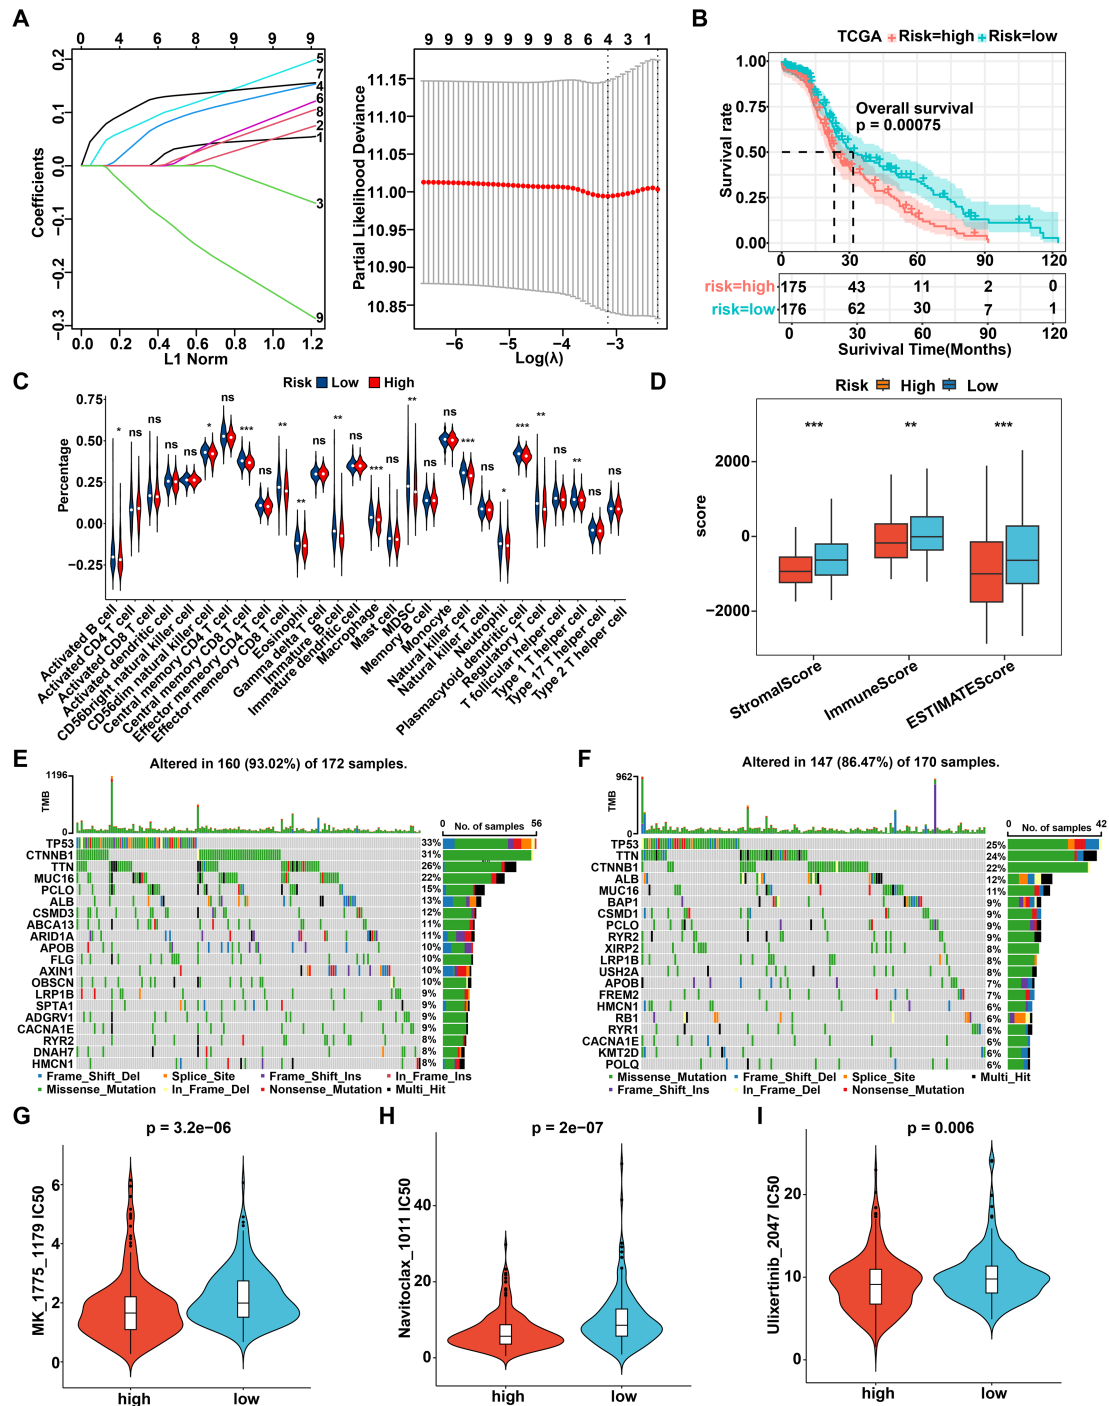 A
0 4 6 8 9 9 9
0.2
0.1
0.0
−0.1
−0.2
−0.3
Coefficients
5
7
4
6
8
2
1
3
9
0.0 0.2 0.4 0.6 0.8 1.0 1.2
L1 Norm
9 9 9 9 9 9 9 8 6 4 3 1
11.15
11.10
11.05
11.00
10.95
10.90
10.85
Partial Likelihood Deviance
−6 −5 −4 −3 −2
Log(λ)
B
TCGA Risk=high Risk=low
1.00
0.75
0.50
0.25
0.00
Survival rate
Overall survival
p = 0.00075
0 30 60 90 122
risk=high 175 43 11 2 0
risk=low 176 62 30 7 1
0 30 60 90 120
Surivival Time(Months)
C
Risk Low High
0.75
0.50
0.25
0.00
−0.25
Percentage
* ns ns ns ns * ns *** ns ** ** ns ** ns *** ns ** ns ns *** ns * *** ** ns ** ns ns
Activated B cell
Activated CD4 T cell
Activated CD8 T cell
Activated dendritic cell
CD56bright natural killer cell
CD56dim natural killer cell
Central memory CD4 T cell
Central memory CD8 T cell
Effector memeory CD4 T cell
Effector memeory CD8 T cell
Eosinophil
Gamma delta T cell
Immature B cell
Immature dendritic cell
Macrophage
Mast cell
MDSC
Memory B cell
Monocyte
Natural killer cell
Natural killer T cell
Neutrophil
Plasmacytoid dendritic cell
Regulatory T cell
T follicular helper cell
Type 1 T helper cell
Type 17 T helper cell
Type 2 T helper cell
D
Risk High Low
*** ** ***
2000
0
−2000
score
StromalScore
ImmuneScore
ESTIMATEScore
E
Altered in 160 (93.02%) of 172 samples.
1196
0
TMB
0 No. of samples 56
TP53 33%
CTNNB1 31%
TTN 26%
MUC16 22%
PCLO 15%
ALB 13%
CSMD3 12%
ABCA13 11%
ARID1A 11%
APOB 10%
FLG 10%
AXIN1 10%
OBSCN 10%
LRP1B 9%
SPTA1 9%
ADGRV1 9%
CACNA1E 9%
RYR2 8%
DNAH7 8%
HMCN1 8%
Frame_Shift_Del Splice_Site Frame_Shift_Ins In_Frame_Ins
Missense_Mutation In_Frame_Del Nonsense_Mutation Multi_Hit
F
Altered in 147 (86.47%) of 170 samples.
962
0
TMB
0 No. of samples 42
TP53 25%
TTN 24%
CTNNB1 22%
ALB 12%
MUC16 11%
BAP1 9%
CSMD1 9%
PCLO 9%
RYR2 9%
XIRP2 8%
LRP1B 8%
USH2A 8%
APOB 7%
FREM2 7%
HMCN1 6%
RB1 6%
RYR1 6%
CACNA1E 6%
KMT2D 6%
POLQ 6%
Missense_Mutation Frame_Shift_Del Splice_Site Multi_Hit
Frame_Shift_Ins In_Frame_Del Nonsense_Mutation
G
p = 3.2e−06
6
4
2
0
MK_1775_1179 IC50
high low
H
p = 2e−07
40
20
0
Navitoclax_1011 IC50
high low
I
p = 0.006
20
10
0
Ulixertinib_2047 IC50
high low